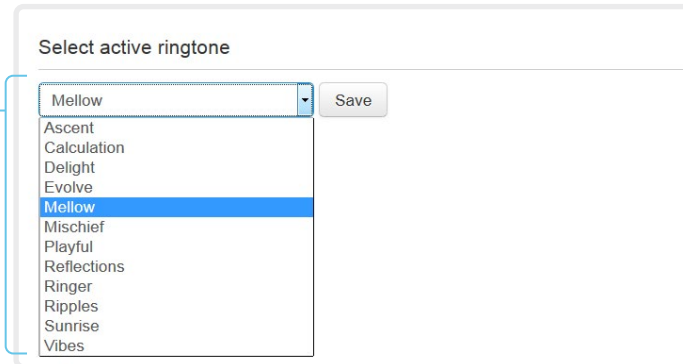 Select active ringtone
Mellow
Save
Ascent
Calculation
Delight
Evolve
Mellow
Mischief
Playful
Reflections
Ringer
Ripples
Sunrise
Vibes